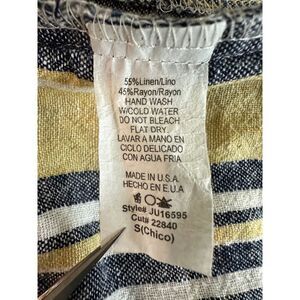 55%Linen/Lino
45%Rayon/Rayon
HAND WASH
W/COLD WATER
DO NOT BLEACH
FLAT DRY
LAVAR A MANO EN
CICLO DELICADO
CON AGUA FRIA
MADE IN U.S.A.
HECHO EN E.U.A
Style# JU16595
Cut# 22840
S(Chico)